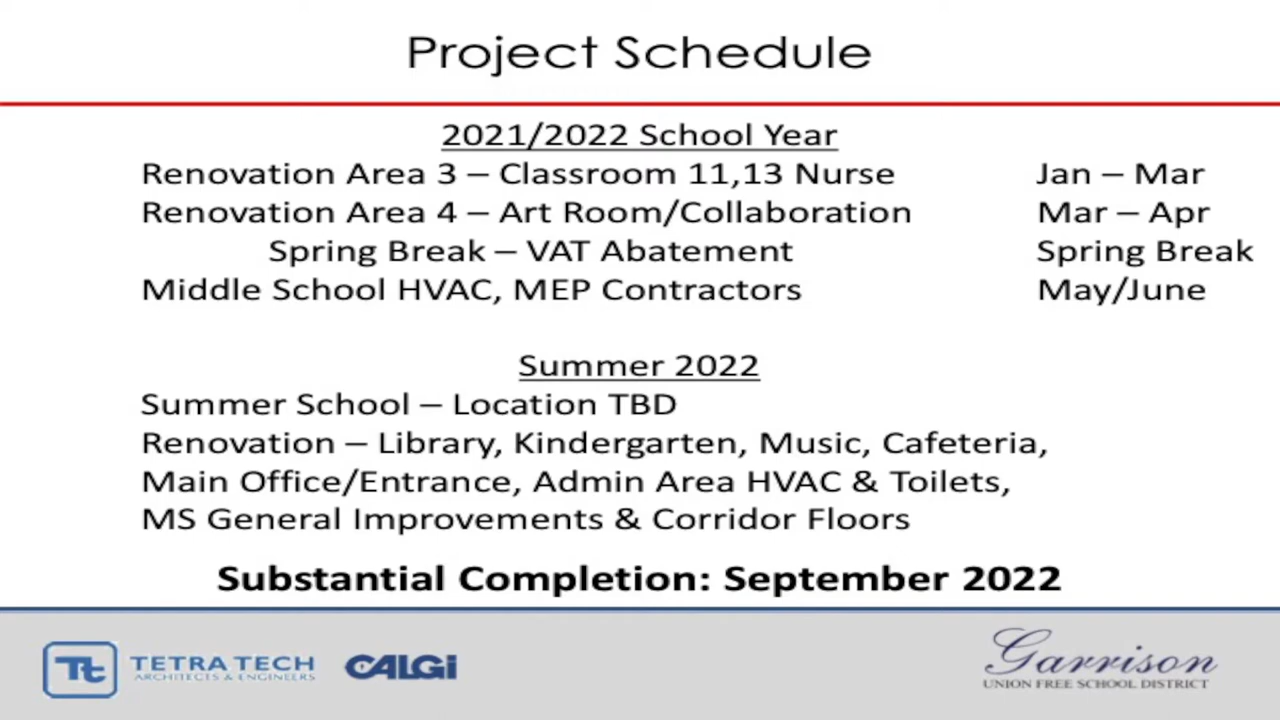 Project Schedule
2021/2022 School Year
Renovation Area 3 – Classroom 11,13 Nurse Jan – Mar
Renovation Area 4 – Art Room/Collaboration Mar – Apr
Spring Break – VAT Abatement Spring Break
Middle School HVAC, MEP Contractors May/June
Summer 2022
Summer School – Location TBD
Renovation – Library, Kindergarten, Music, Cafeteria,
Main Office/Entrance, Admin Area HVAC & Toilets,
MS General Improvements & Corridor Floors
Substantial Completion: September 2022
Tt TETRA TECH
ARCHITECTS & ENGINEERS
CALGi
Garrison
UNION FREE SCHOOL DISTRICT